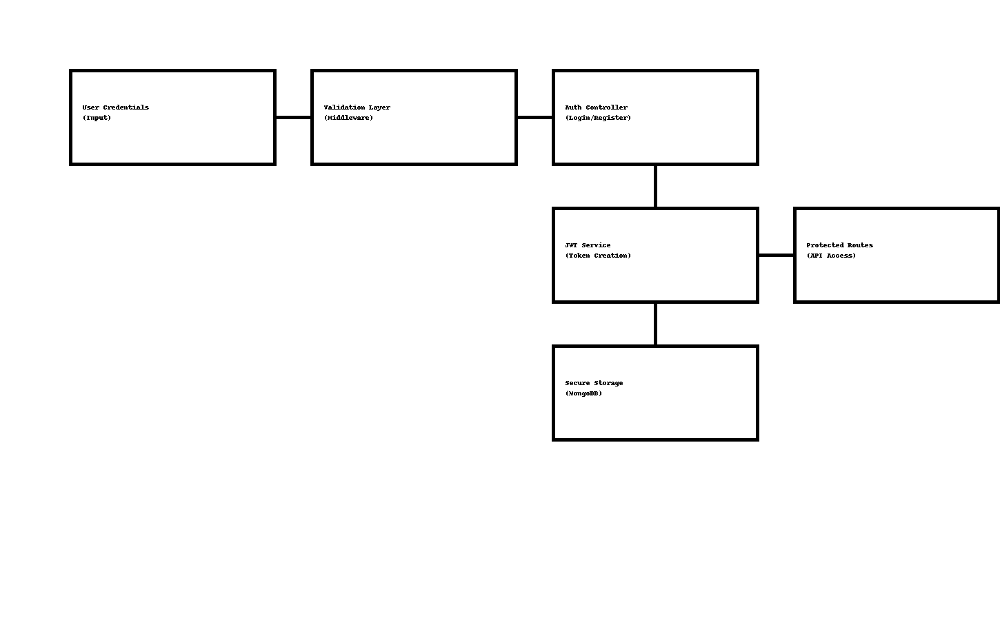 User Credentials
(Input)
Validation Layer
(Middleware)
Auth Controller
(Login/Register)
JWT Service
(Token Creation)
Protected Routes
(API Access)
Secure Storage
(MongoDB)